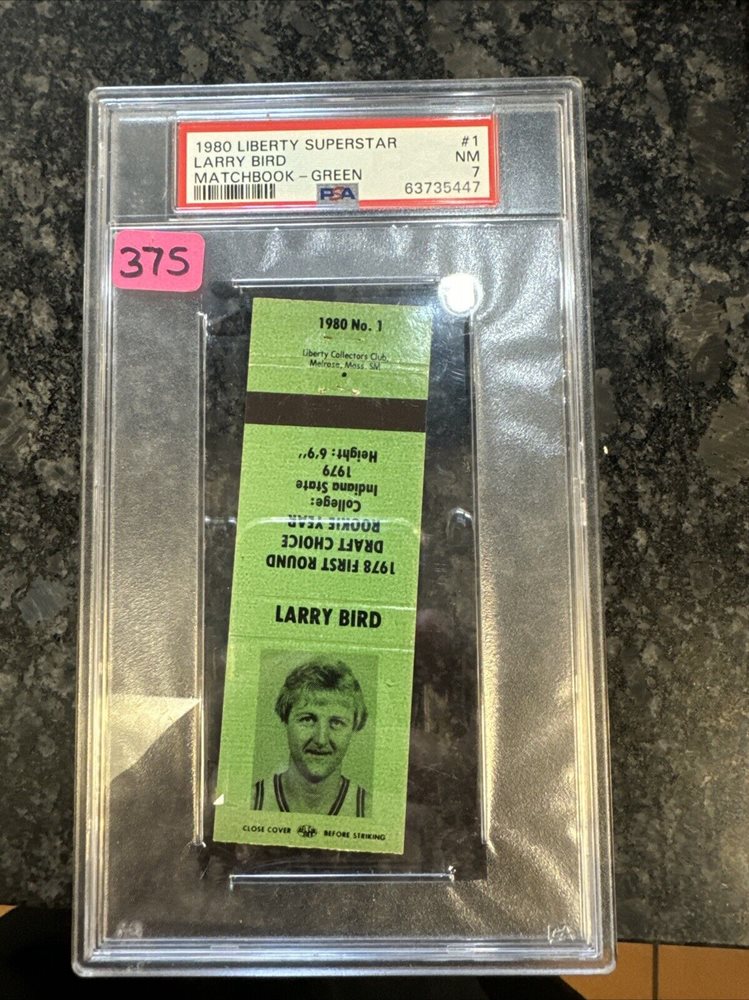 1980 LIBERTY SUPERSTAR #1
LARRY BIRD NM
MATCHBOOK - GREEN 7
PSA 63735447
375
1980 No. 1
Liberty Collectors Club,
Melrose, Mass. SM
1978 FIRST ROUND
DRAFT CHOICE
ROOKIE YEAR
College:
Indiana State
1979
Height: 6'9"
LARRY BIRD
CLOSE COVER BEFORE STRIKING